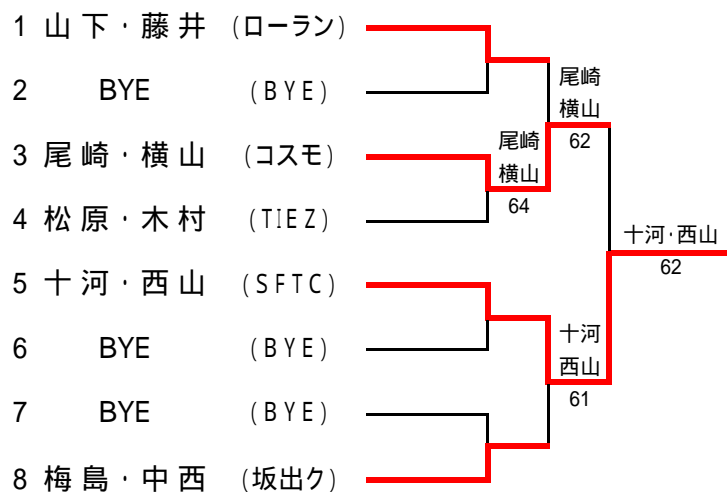 1 山下・藤井 (ローラン)
2 BYE (BYE)
3 尾崎・横山 (コスモ)
4 松原・木村 (TIEZ)
5 十河・西山 (SFTC)
6 BYE (BYE)
7 BYE (BYE)
8 梅島・中西 (坂出ク)
尾崎
横山
64
尾崎
横山
62
十河
西山
61
十河・西山
62